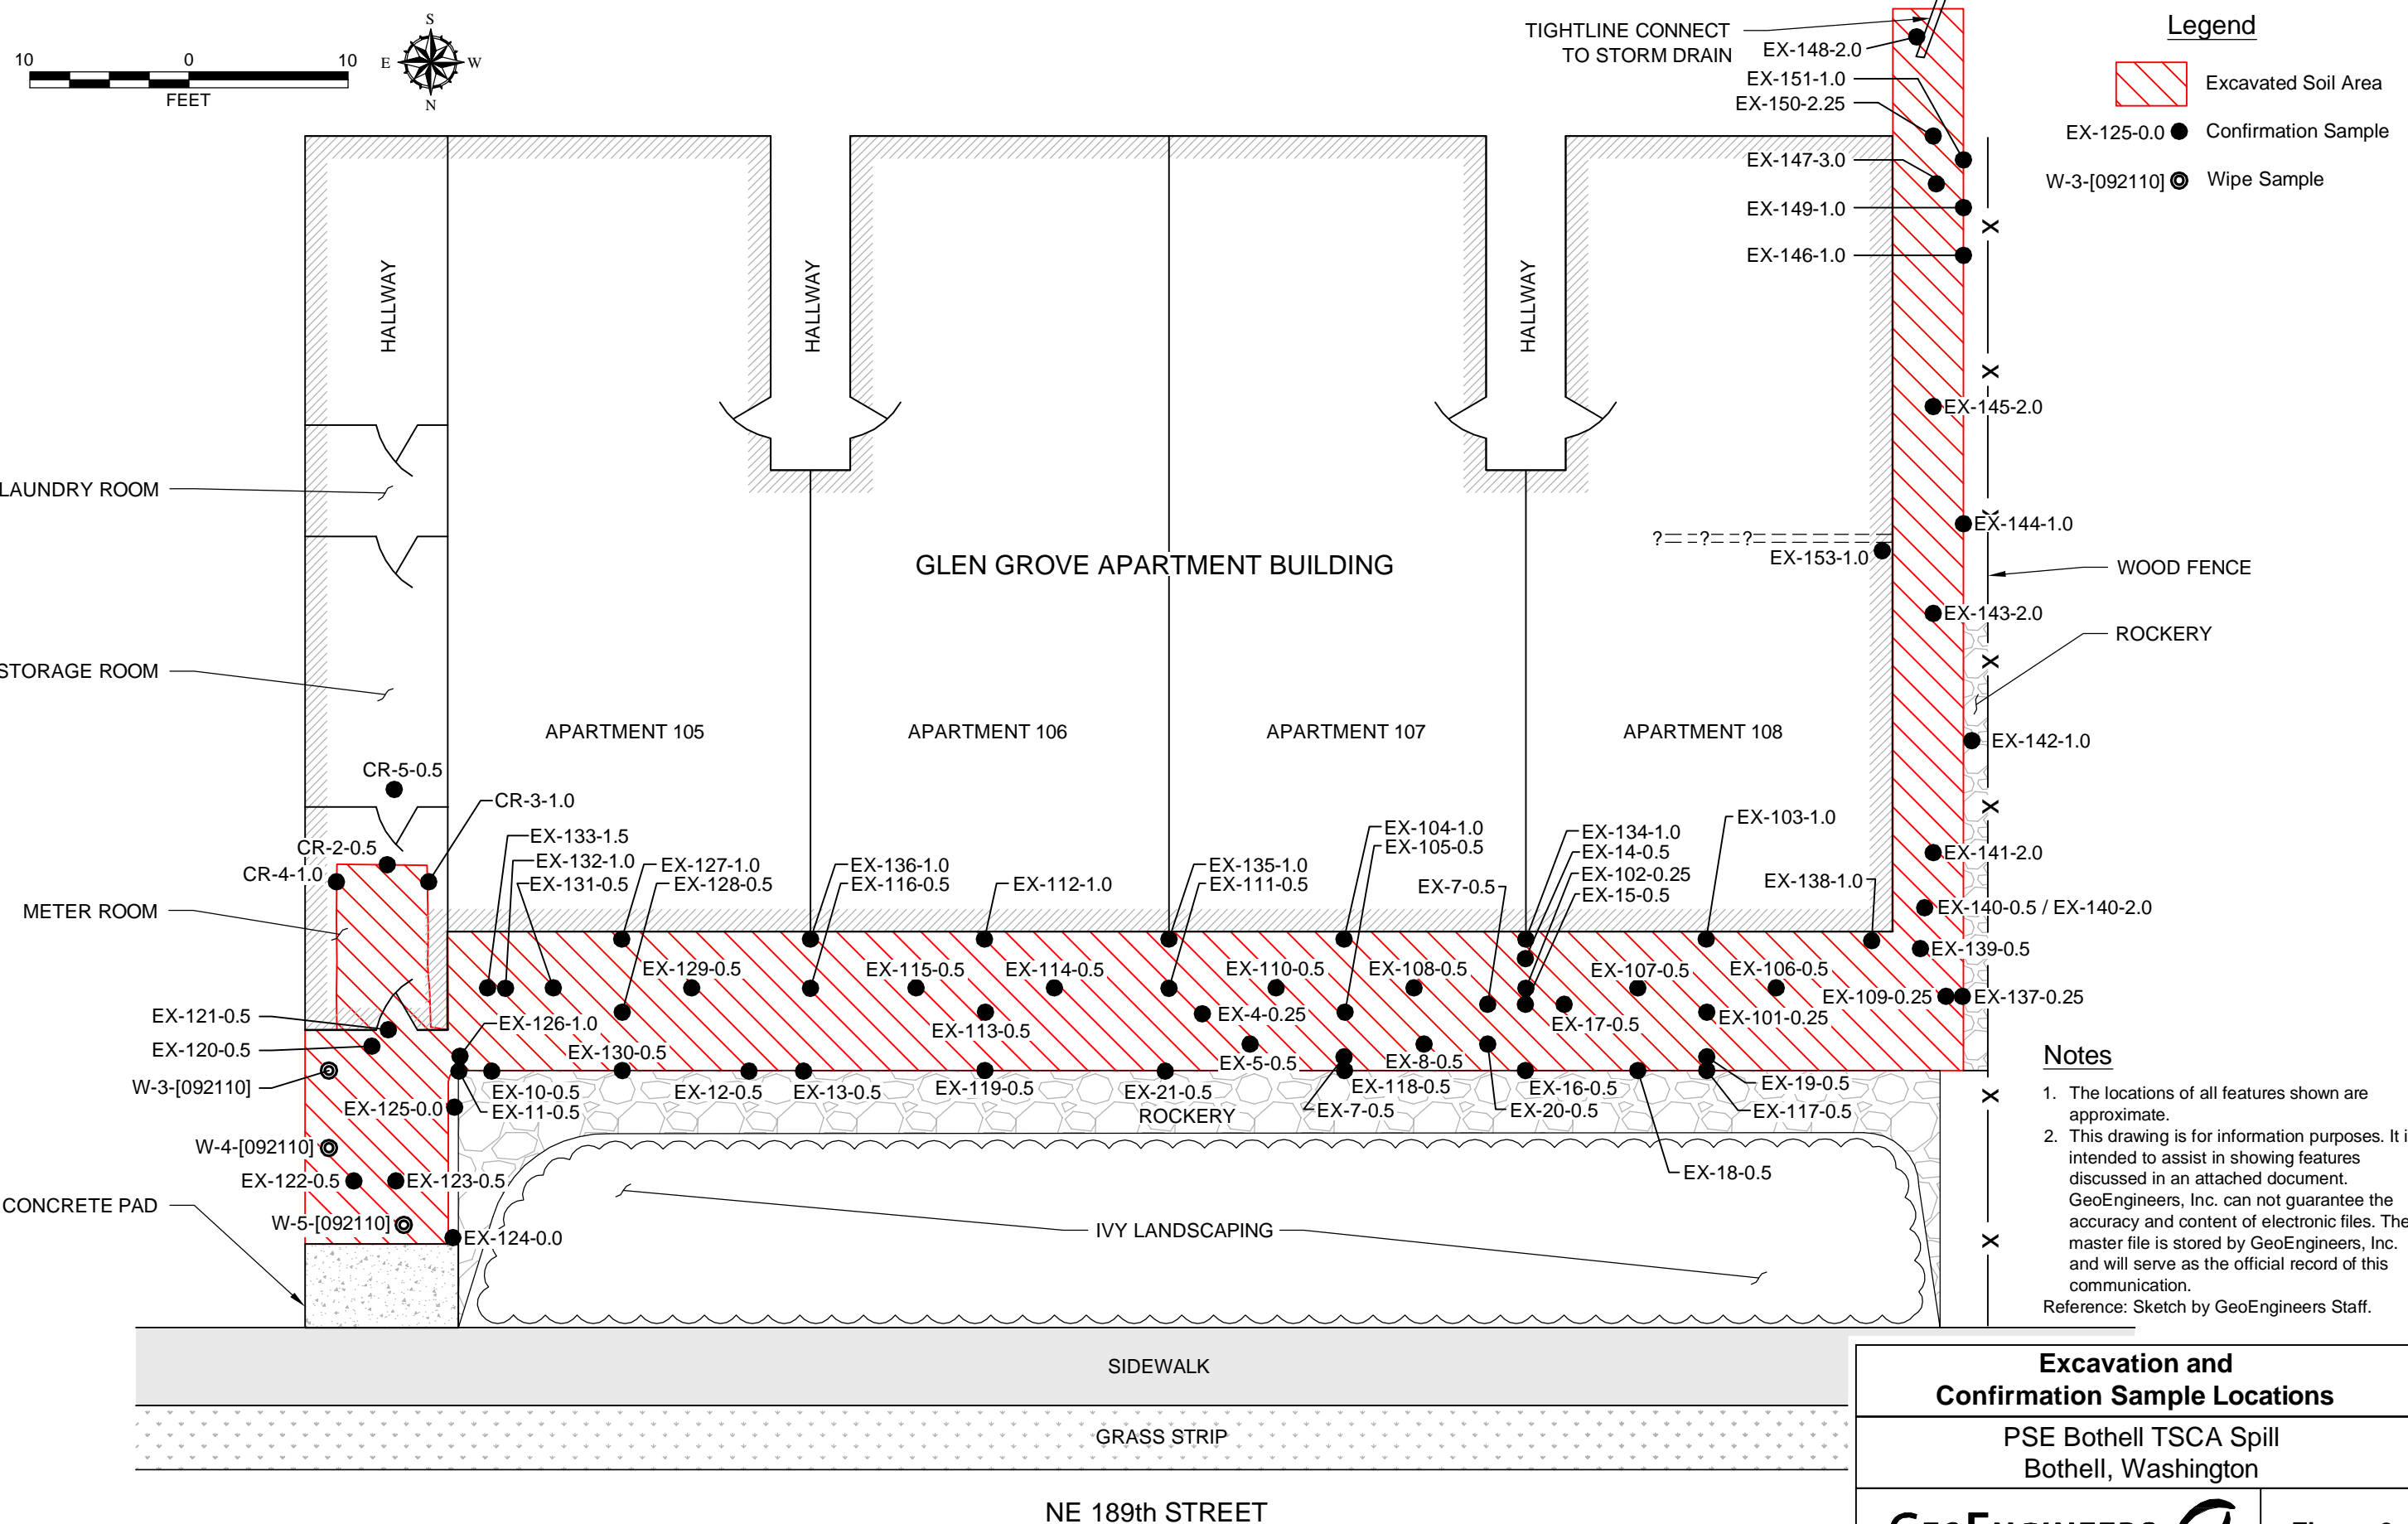 10 0 10
FEET
S
E W
N
TIGHTLINE CONNECT
TO STORM DRAIN
EX-148-2.0
EX-151-1.0
EX-150-2.25
EX-147-3.0
EX-149-1.0
EX-146-1.0
Legend
Excavated Soil Area
EX-125-0.0 Confirmation Sample
W-3-[092110] Wipe Sample
HALLWAY
HALLWAY
HALLWAY
X
X
EX-145-2.0
LAUNDRY ROOM
X
EX-144-1.0
? ? ?
EX-153-1.0
GLEN GROVE APARTMENT BUILDING
WOOD FENCE
EX-143-2.0
ROCKERY
X
STORAGE ROOM
APARTMENT 105
APARTMENT 106
APARTMENT 107
APARTMENT 108
EX-142-1.0
CR-5-0.5
X
CR-3-1.0
CR-2-0.5
CR-4-1.0
METER ROOM
EX-133-1.5
EX-132-1.0
EX-131-0.5
EX-127-1.0
EX-128-0.5
EX-136-1.0
EX-116-0.5
EX-112-1.0
EX-135-1.0
EX-111-0.5
EX-104-1.0
EX-105-0.5
EX-7-0.5
EX-134-1.0
EX-14-0.5
EX-102-0.25
EX-15-0.5
EX-103-1.0
EX-138-1.0
EX-141-2.0
EX-140-0.5 / EX-140-2.0
EX-139-0.5
EX-129-0.5
EX-115-0.5
EX-114-0.5
EX-110-0.5
EX-108-0.5
EX-107-0.5
EX-106-0.5
EX-109-0.25
EX-137-0.25
EX-121-0.5
EX-120-0.5
EX-126-1.0
EX-113-0.5
EX-4-0.25
EX-17-0.5
EX-101-0.25
EX-130-0.5
EX-5-0.5
EX-8-0.5
W-3-[092110]
EX-10-0.5
EX-11-0.5
EX-12-0.5
EX-13-0.5
EX-119-0.5
EX-21-0.5
EX-118-0.5
EX-7-0.5
EX-16-0.5
EX-20-0.5
EX-19-0.5
EX-117-0.5
EX-18-0.5
EX-125-0.0
ROCKERY
X
W-4-[092110]
EX-122-0.5
EX-123-0.5
CONCRETE PAD
W-5-[092110]
EX-124-0.0
IVY LANDSCAPING
X
Notes
1. The locations of all features shown are
approximate.
2. This drawing is for information purposes. It i
intended to assist in showing features
discussed in an attached document.
GeoEngineers, Inc. can not guarantee the
accuracy and content of electronic files. The
master file is stored by GeoEngineers, Inc.
and will serve as the official record of this
communication.
Reference: Sketch by GeoEngineers Staff.
SIDEWALK
GRASS STRIP
NE 189th STREET
Excavation and
Confirmation Sample Locations
PSE Bothell TSCA Spill
Bothell, Washington
GEOENGINEERS